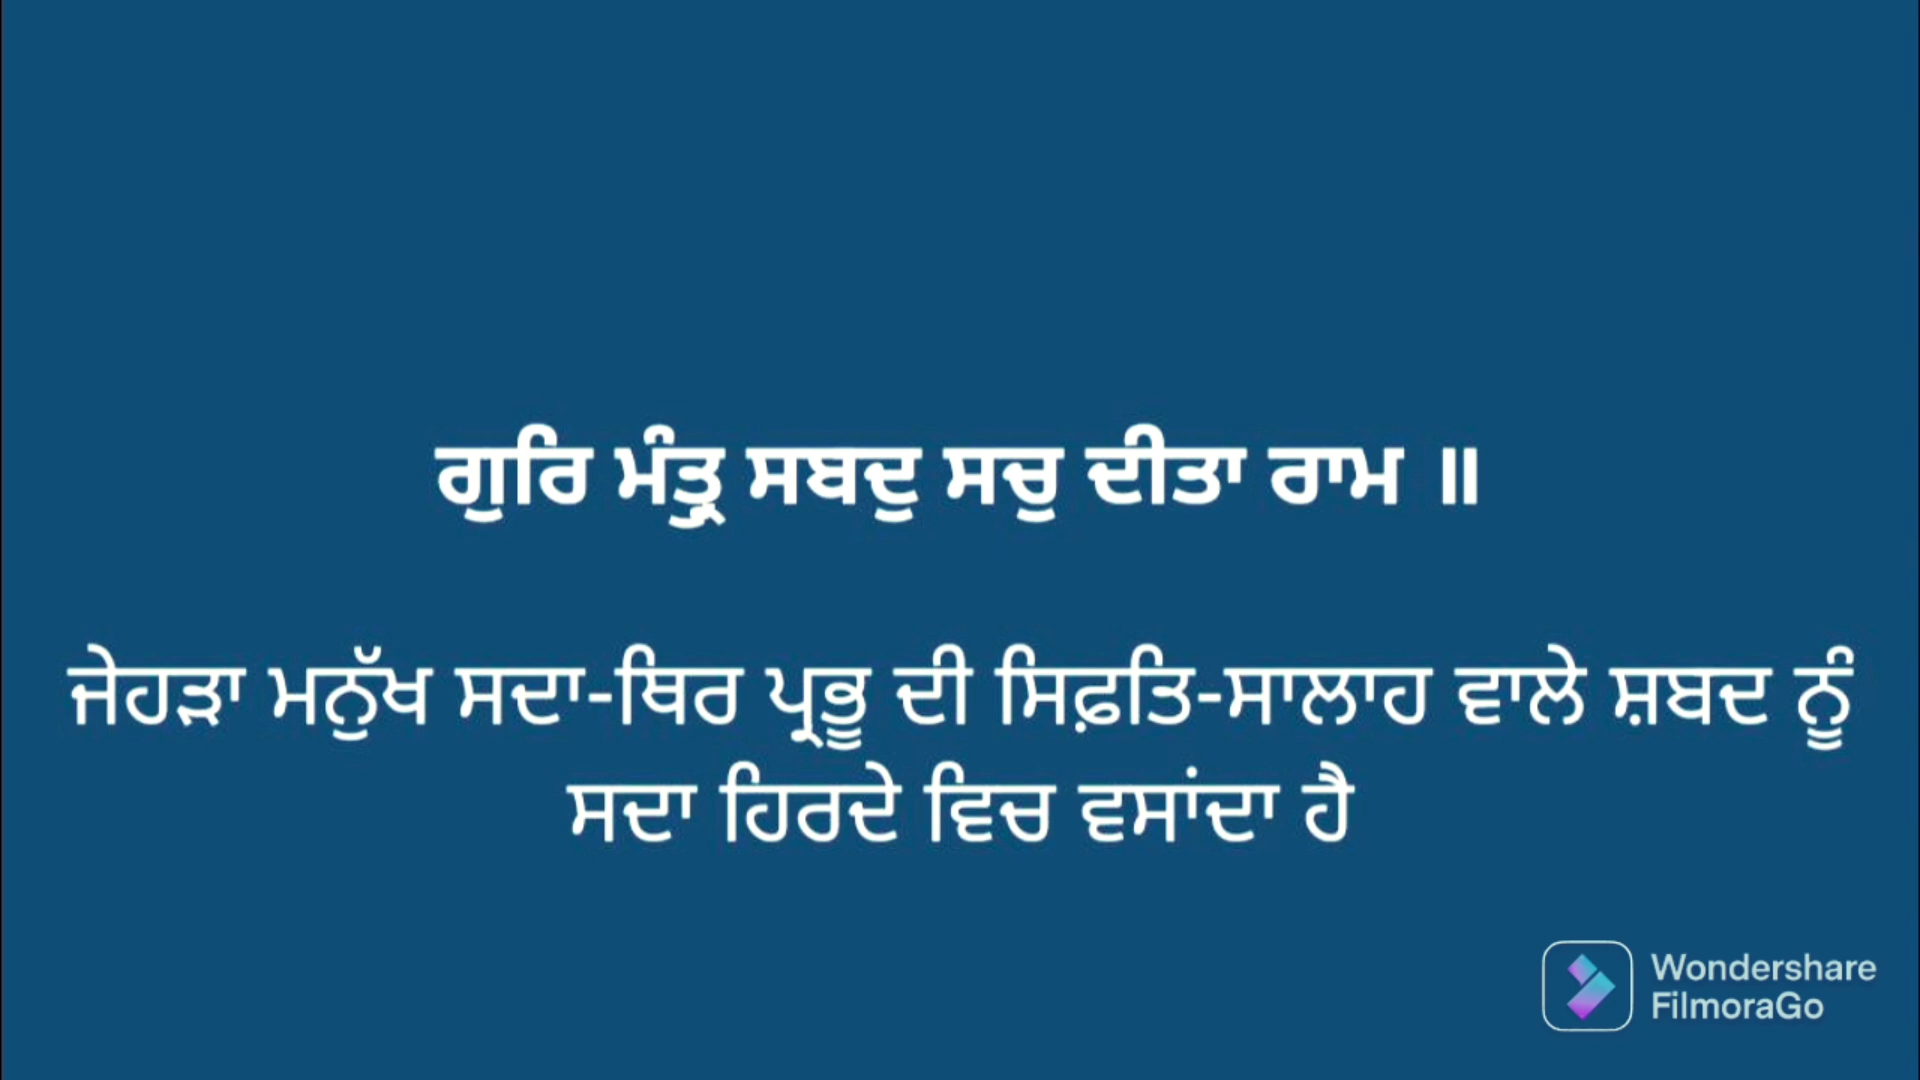 ਗੁਰਿ ਮੰਤ੍ਰੁ ਸਬਦੁ ਸਚੁ ਦੀਤਾ ਰਾਮ ॥
ਜੇਹੜਾ ਮਨੁੱਖ ਸਦਾ-ਥਿਰ ਪ੍ਰਭੂ ਦੀ ਸਿਫ਼ਤਿ-ਸਾਲਾਹ ਵਾਲੇ ਸ਼ਬਦ ਨੂੰ
ਸਦਾ ਹਿਰਦੇ ਵਿਚ ਵਸਾਂਦਾ ਹੈ
Wondershare
FilmoraGo